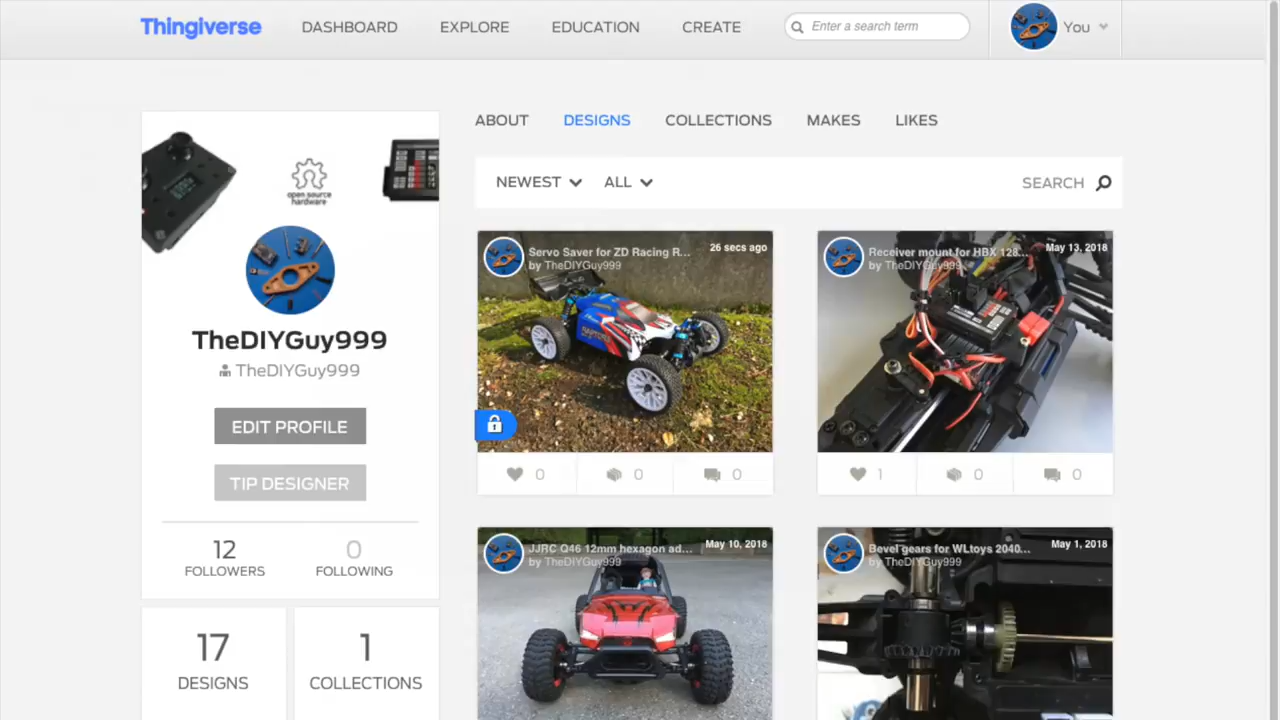 Thingiverse
DASHBOARD
EXPLORE
EDUCATION
CREATE
Enter a search term
You
ABOUT
DESIGNS
COLLECTIONS
MAKES
LIKES
NEWEST
ALL
SEARCH
open source
hardware
TheDIYGuy999
TheDIYGuy999
EDIT PROFILE
TIP DESIGNER
12
FOLLOWERS
0
FOLLOWING
17
DESIGNS
1
COLLECTIONS
Servo Saver for ZD Racing R...
by TheDIYGuy999
26 secs ago
0
0
0
Receiver mount for HBX 128...
by TheDIYGuy999
May 13, 2018
1
0
0
JJRC Q46 12mm hexagon ad...
by TheDIYGuy999
May 10, 2018
Bevel gears for WLtoys 2040...
by TheDIYGuy999
May 1, 2018